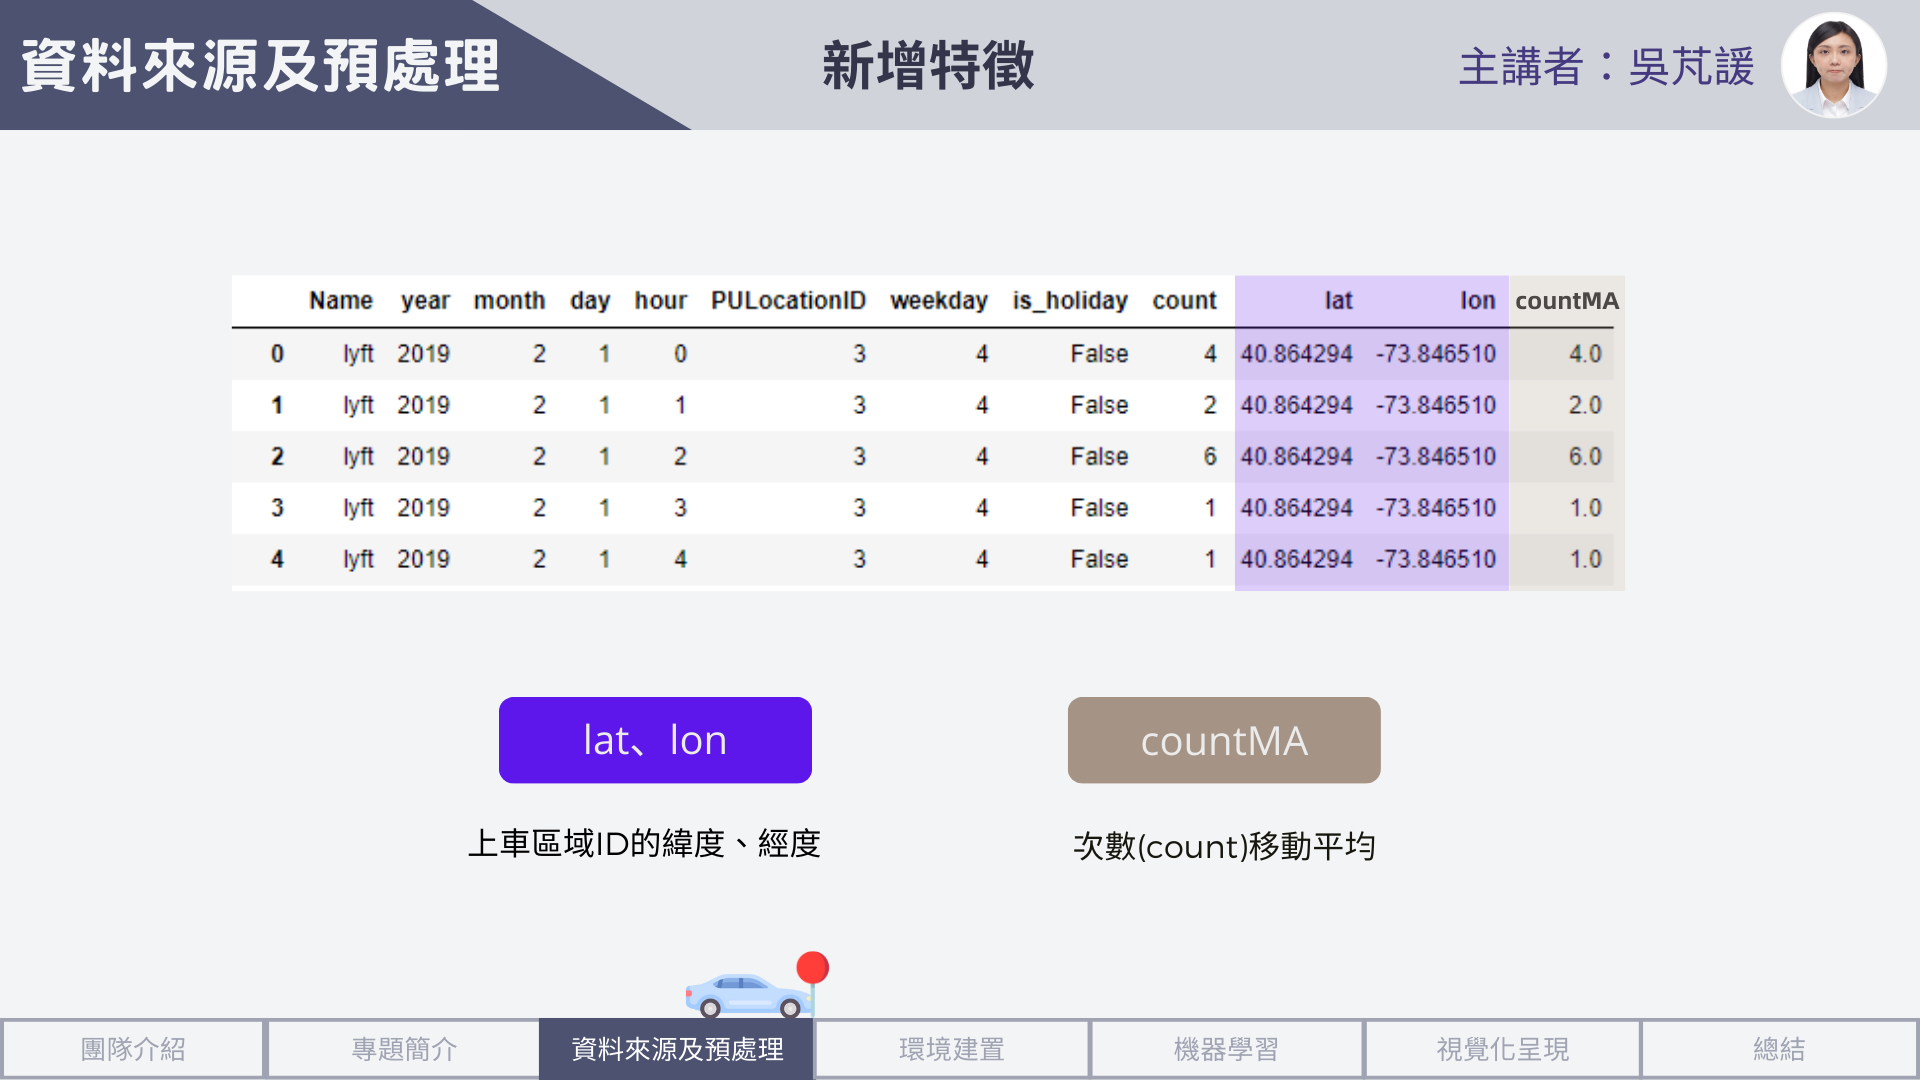 資料來源及預處理
新增特徵
主講者：吳芃諼
Name year month day hour PULocationID weekday is_holiday count lat lon countMA
0 lyft 2019 2 1 0 3 4 False 4 40.864294 -73.846510 4.0
1 lyft 2019 2 1 1 3 4 False 2 40.864294 -73.846510 2.0
2 lyft 2019 2 1 2 3 4 False 6 40.864294 -73.846510 6.0
3 lyft 2019 2 1 3 3 4 False 1 40.864294 -73.846510 1.0
4 lyft 2019 2 1 4 3 4 False 1 40.864294 -73.846510 1.0
lat、lon
countMA
上車區域ID的緯度、經度
次數(count)移動平均
團隊介紹
專題簡介
資料來源及預處理
環境建置
機器學習
視覺化呈現
總結